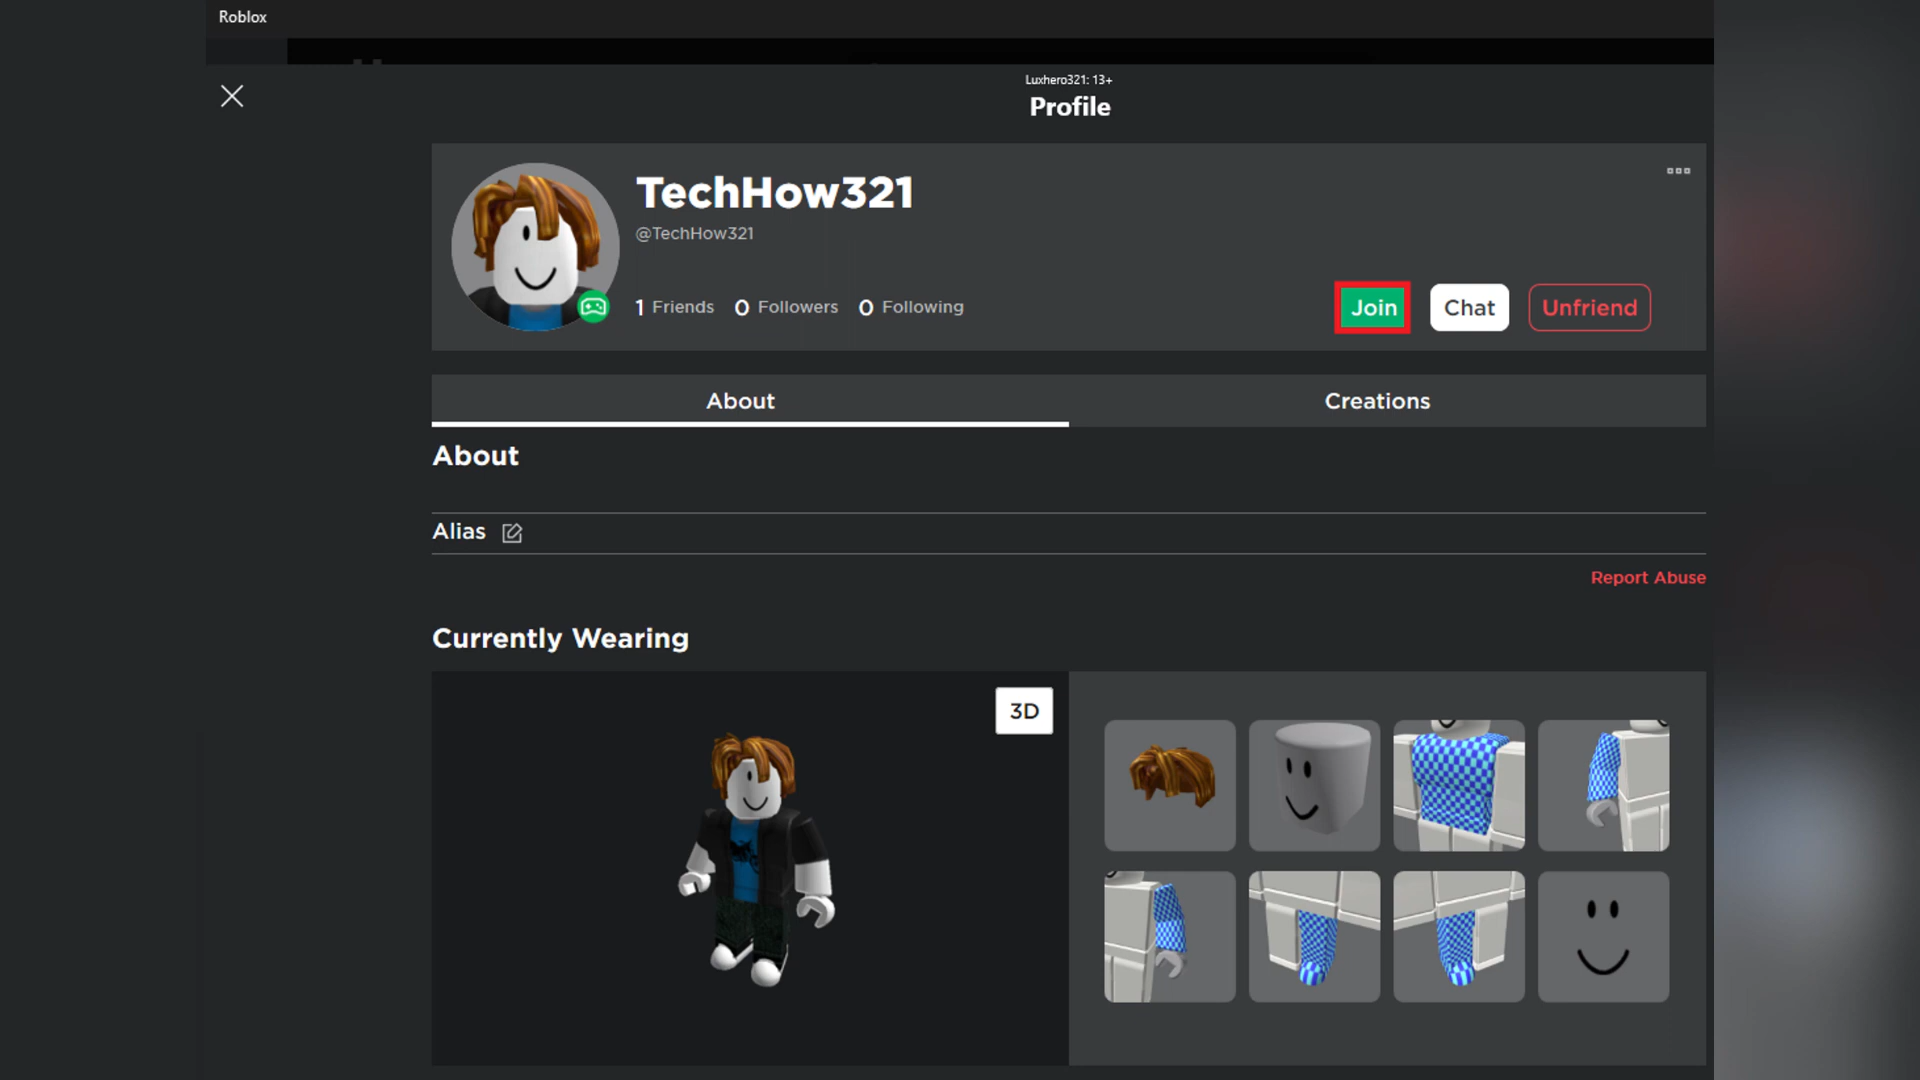 Roblox
Luxhero321: 13+
Profile
TechHow321
@TechHow321
1 Friends 0 Followers 0 Following
Join Chat Unfriend
About Creations
About
Alias
Report Abuse
Currently Wearing
3D